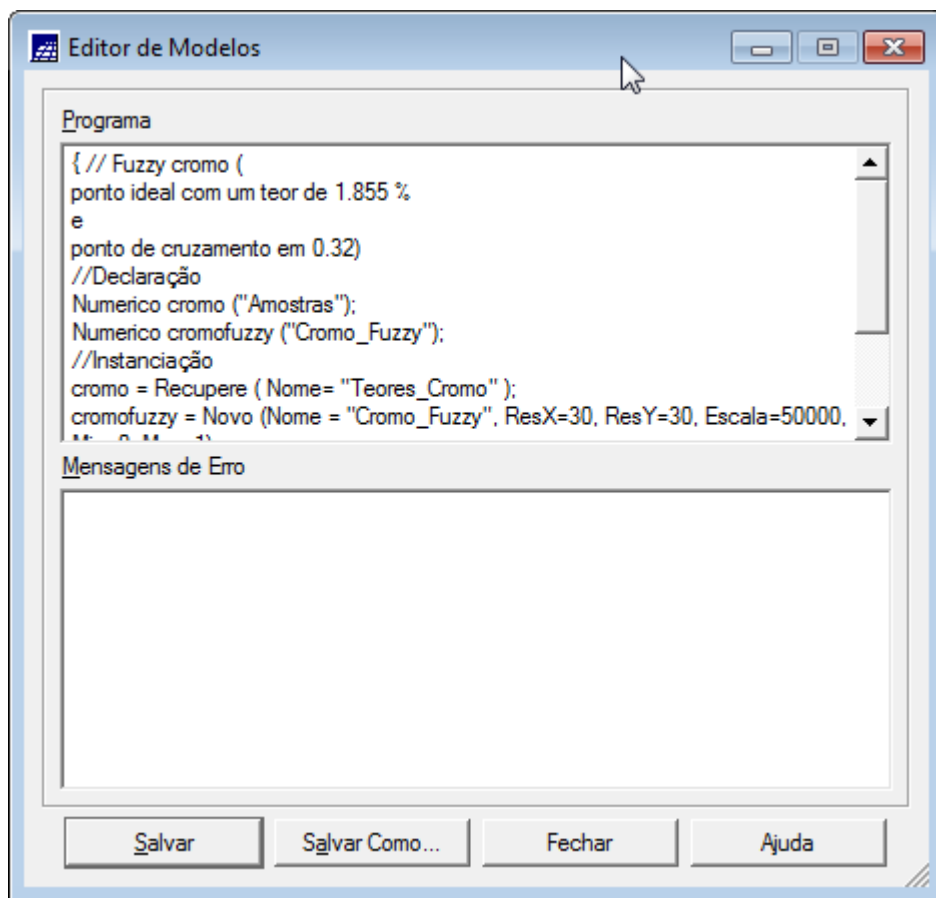 Editor de Modelos
Programa
{ // Fuzzy cromo (
ponto ideal com um teor de 1.855 %
e
ponto de cruzamento em 0.32)
//Declaração
Numerico cromo ("Amostras");
Numerico cromofuzzy ("Cromo_Fuzzy");
//Instanciação
cromo = Recupere ( Nome= "Teores_Cromo" );
cromofuzzy = Novo (Nome = "Cromo_Fuzzy", ResX=30, ResY=30, Escala=50000,
Mensagens de Erro
Salvar
Salvar Como...
Fechar
Ajuda